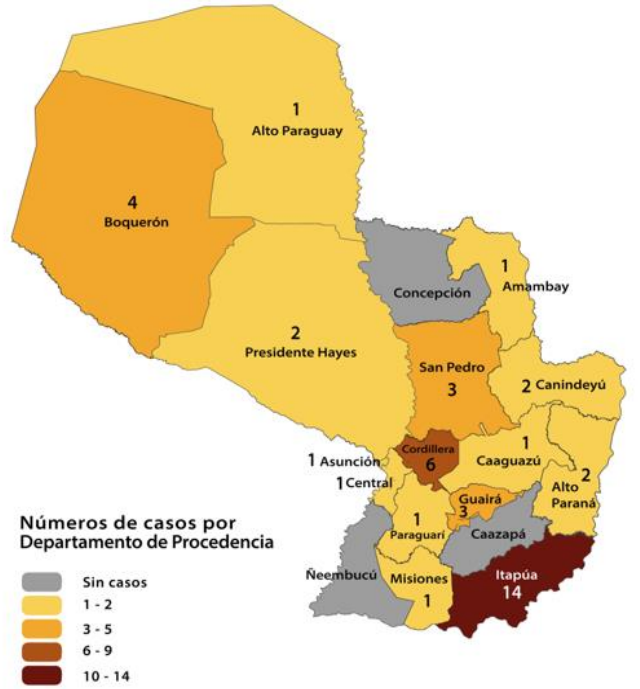 1
Alto Paraguay
4
Boquerón
Concepción
1
Amambay
2
Presidente Hayes
San Pedro
3
2 Canindeyú
Cordillera
6
1
Caaguazú
1 Asunción
1 Central
2
Alto
Paraná
Guairá
3
1
Paraguarí
Caazapá
Ñeembucú
Misiones
1
Itapúa
14
Números de casos por
Departamento de Procedencia
Sin casos
1 - 2
3 - 5
6 - 9
10 - 14